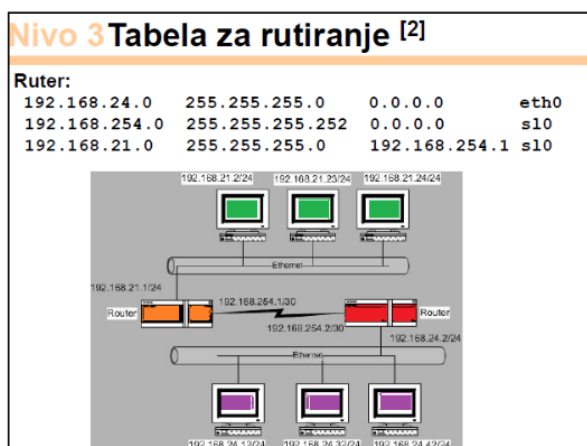 Nivo 3 Tabela za rutiranje [2]
Ruter:
192.168.24.0 255.255.255.0 0.0.0.0 eth0
192.168.254.0 255.255.255.252 0.0.0.0 sl0
192.168.21.0 255.255.255.0 192.168.254.1 sl0
192.168.21.2/24 192.168.21.23/24 192.168.21.24/24
Ethernet
192.168.21.1/24
192.168.254.1/30
Router
Router
192.168.254.2/30
192.168.24.2/24
Ethernet
192.168.24.12/24 192.168.24.32/24 192.168.24.42/24